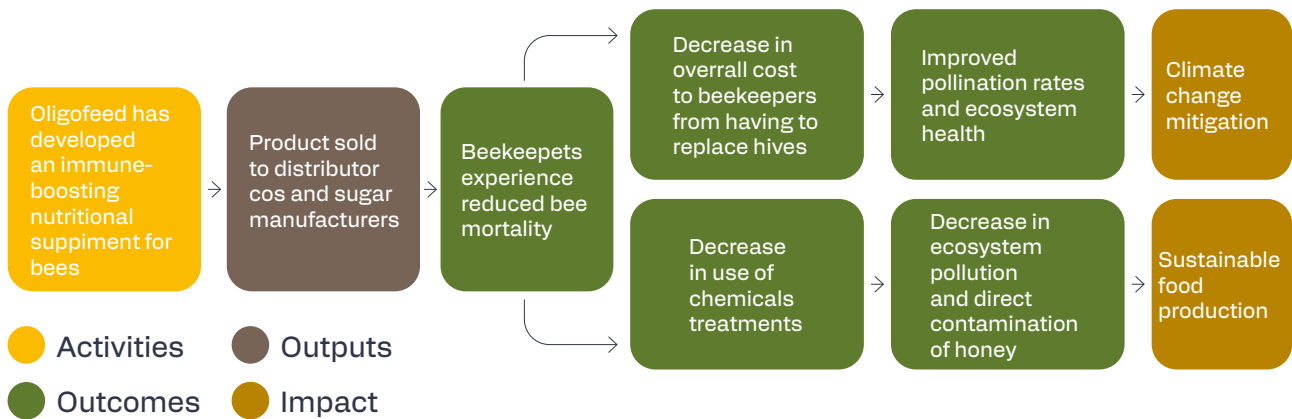 Oligofeed has
developed
an immune-
boosting
nutritional
suppiment for
bees
Product sold
to distributor
cos and sugar
manufacturers
Beekeepets
experience
reduced bee
mortality
Decrease in
overrall cost
to beekeepers
from having to
replace hives
Improved
pollination rates
and ecosystem
health
Climate
change
mitigation
Decrease
in use of
chemicals
treatments
Decrease in
ecosystem
pollution
and direct
contamination
of honey
Sustainable
food
production
Activities
Outputs
Outcomes
Impact